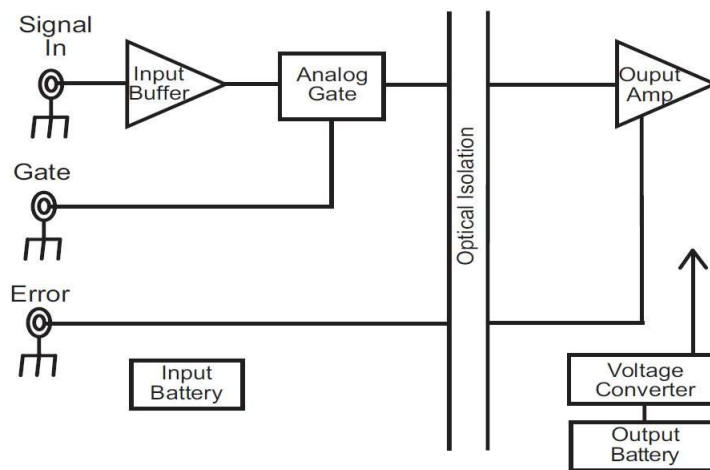 Signal
In
Input
Buffer
Analog
Gate
Ouput
Amp
Gate
Optical Isolation
Error
Input
Battery
Voltage
Converter
Output
Battery